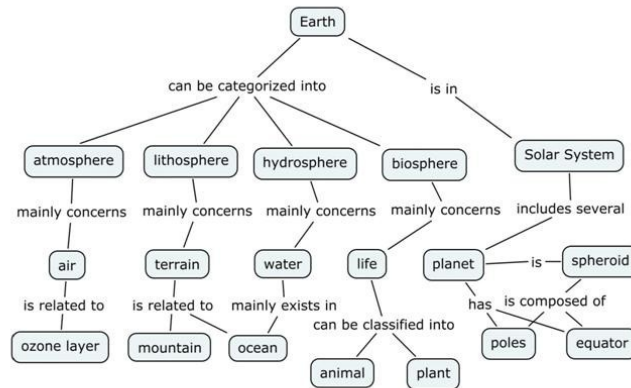 Earth
can be categorized into
is in
atmosphere
lithosphere
hydrosphere
biosphere
Solar System
mainly concerns
mainly concerns
mainly concerns
mainly concerns
includes several
air
terrain
water
life
planet
is
spheroid
is related to
is related to
mainly exists in
can be classified into
has
is composed of
ozone layer
mountain
ocean
animal
plant
poles
equator